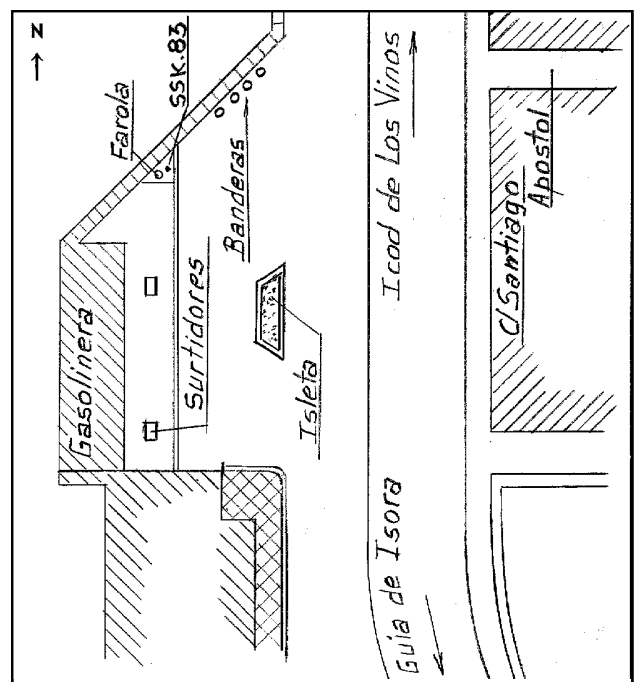 N
Farola
SSK.83
Banderas
Icod de Los Vinos
C/Santiago
Apostol
Gasolinera
Surtidores
Isleta
Guia de Isora